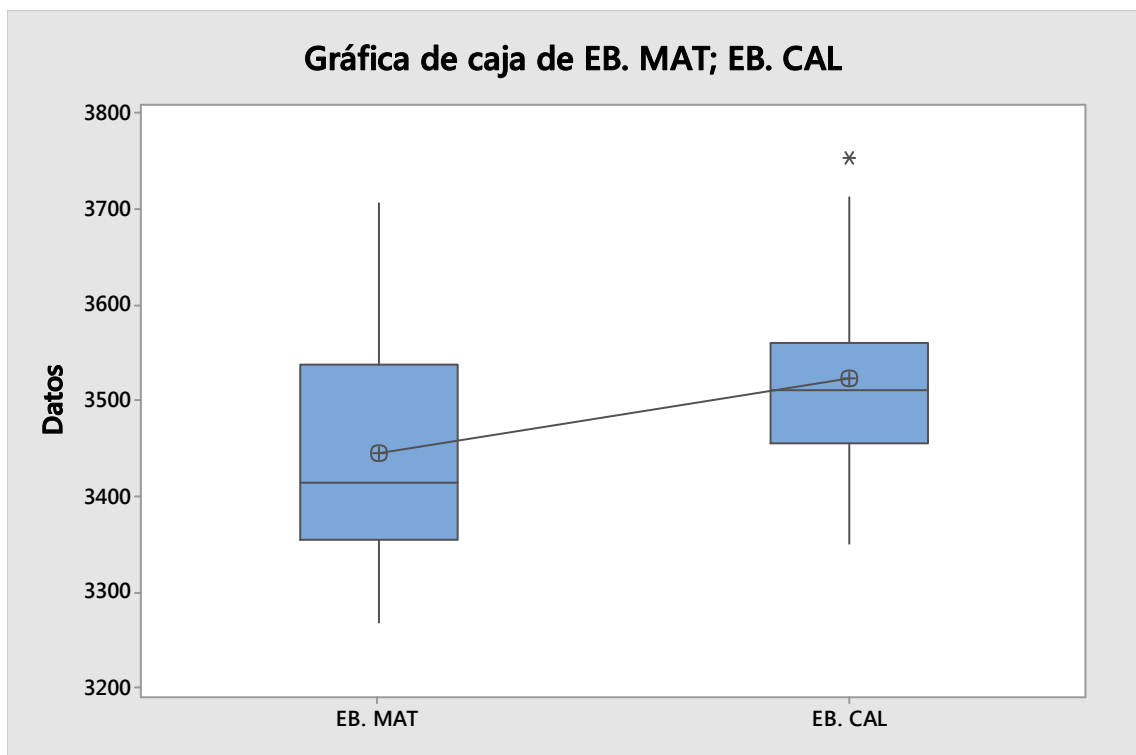 Gráfica de caja de EB. MAT; EB. CAL
3800
3700
3600
3500
3400
3300
3200
Datos
EB. MAT
EB. CAL